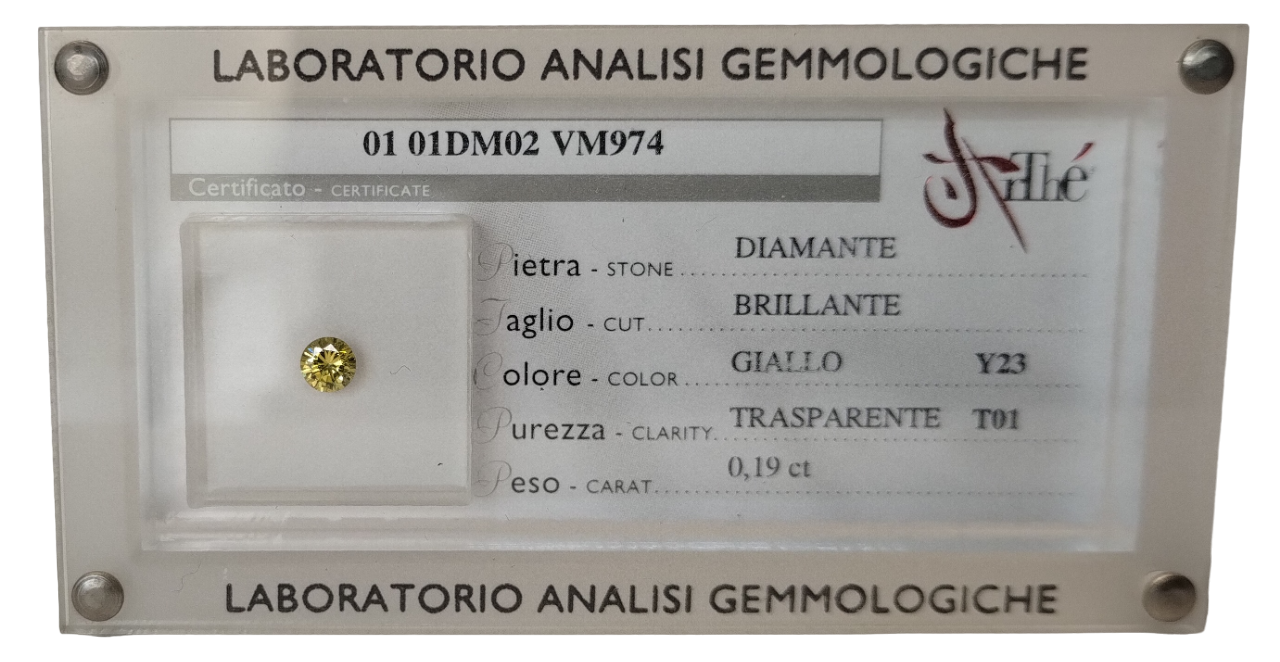 LABORATORIO ANALISI GEMMOLOGICHE
01 01DM02 VM974
Certificato - CERTIFICATE
ArThé
Pietra - STONE DIAMANTE
Taglio - CUT BRILLANTE
Colore - COLOR GIALLO Y23
Purezza - CLARITY TRASPARENTE T01
Peso - CARAT 0,19 ct
LABORATORIO ANALISI GEMMOLOGICHE